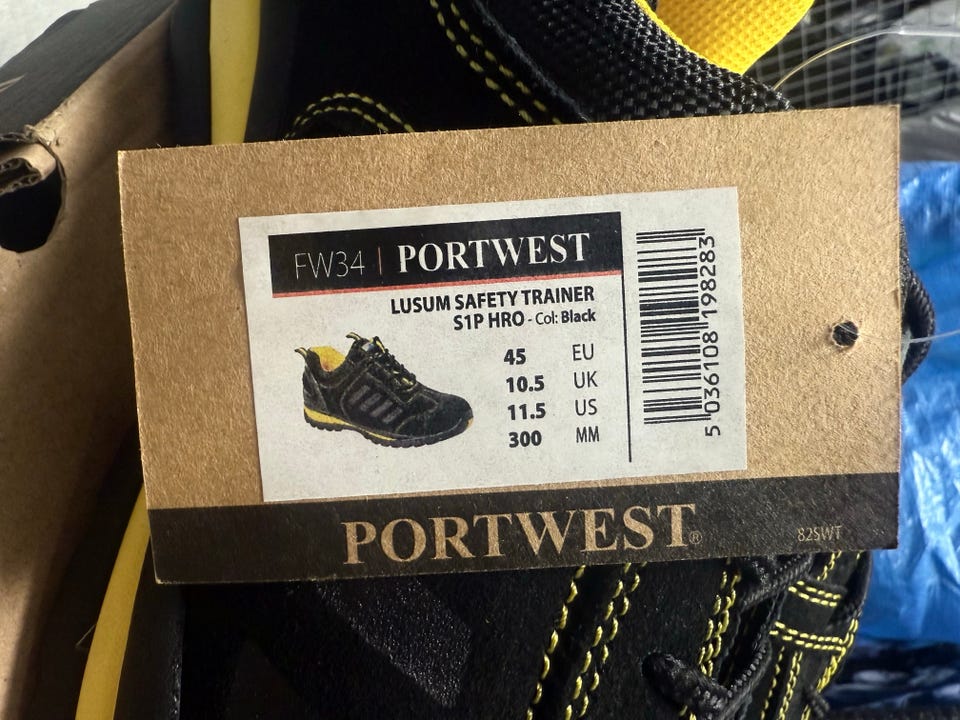 FW34 | PORTWEST
LUSUM SAFETY TRAINER
S1P HRO - Col: Black
45 EU
10.5 UK
11.5 US
300 MM
5 036108 198283
PORTWEST®
82SWT